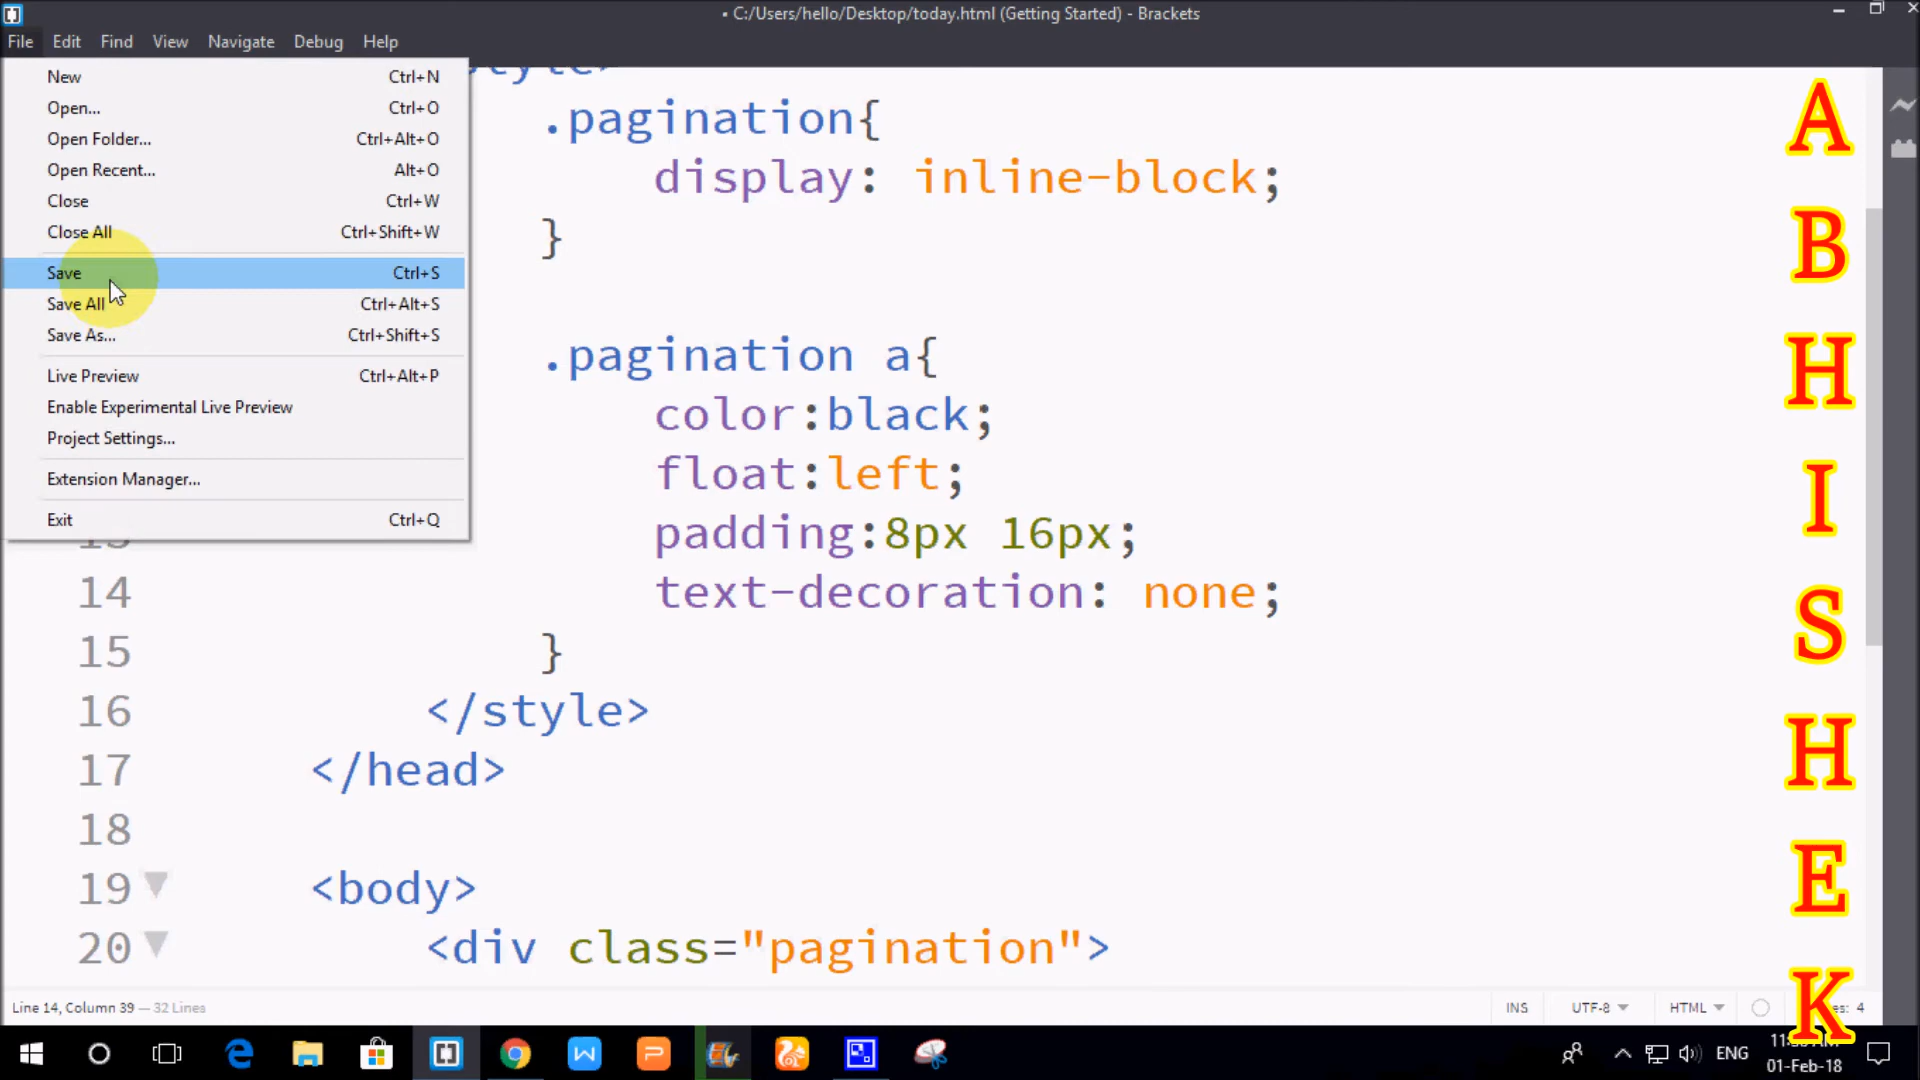 • C:/Users/hello/Desktop/today.html (Getting Started) - Brackets
File Edit Find View Navigate Debug Help
New Ctrl+N
Open... Ctrl+O
Open Folder... Ctrl+Alt+O
Open Recent... Alt+O
Close Ctrl+W
Close All Ctrl+Shift+W
Save Ctrl+S
Save All Ctrl+Alt+S
Save As... Ctrl+Shift+S
Live Preview Ctrl+Alt+P
Enable Experimental Live Preview
Project Settings...
Extension Manager...
Exit Ctrl+Q
.pagination{
display: inline-block;
}
.pagination a{
color:black;
float:left;
padding:8px 16px;
14 text-decoration: none;
15 }
16 </style>
17 </head>
18
19 <body>
20 <div class="pagination">
A
B
H
I
S
H
E
K
Line 14, Column 39 — 32 Lines
INS UTF-8 HTML 4
ENG
01-Feb-18